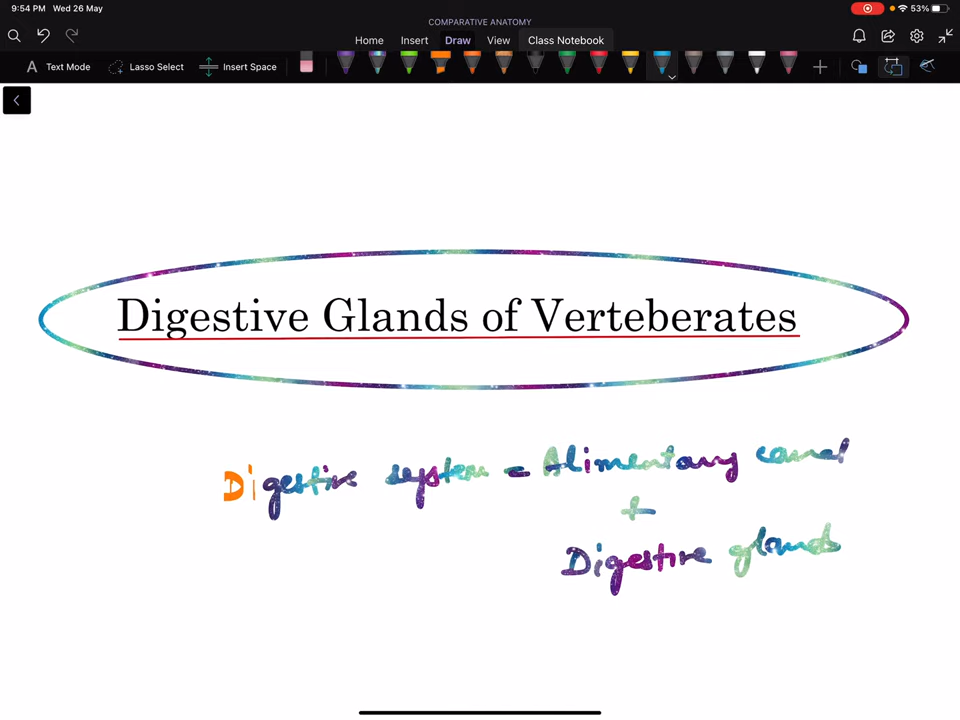 9:54 PM Wed 26 May
53%
COMPARATIVE ANATOMY
Home Insert Draw View Class Notebook
A Text Mode Lasso Select Insert Space
Digestive Glands of Verteberates
Digestive system = Alimentary canal
+
Digestive glands